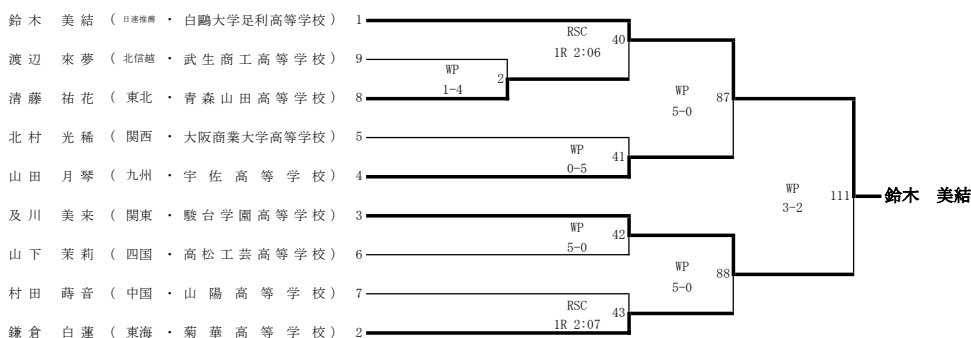 鈴木 美結 ( 日連推薦 ・ 白鷗大学足利高等学校 ) 1
渡辺 來夢 ( 北信越 ・ 武生商工高等学校 ) 9
清藤 祐花 ( 東北 ・ 青森山田高等学校 ) 8
北村 光稀 ( 関西 ・ 大阪商業大学高等学校 ) 5
山田 月琴 ( 九州 ・ 宇佐高等学校 ) 4
及川 美来 ( 関東 ・ 駿台学園高等学校 ) 3
山下 茉莉 ( 四国 ・ 高松工芸高等学校 ) 6
村田 蒔音 ( 中国 ・ 山陽高等学校 ) 7
鎌倉 白蓮 ( 東海 ・ 菊華高等学校 ) 2
WP
1-4
2
RSC
1R 2:06
40
WP
0-5
41
WP
5-0
42
RSC
1R 2:07
43
WP
5-0
87
WP
5-0
88
WP
3-2
111
鈴木 美結